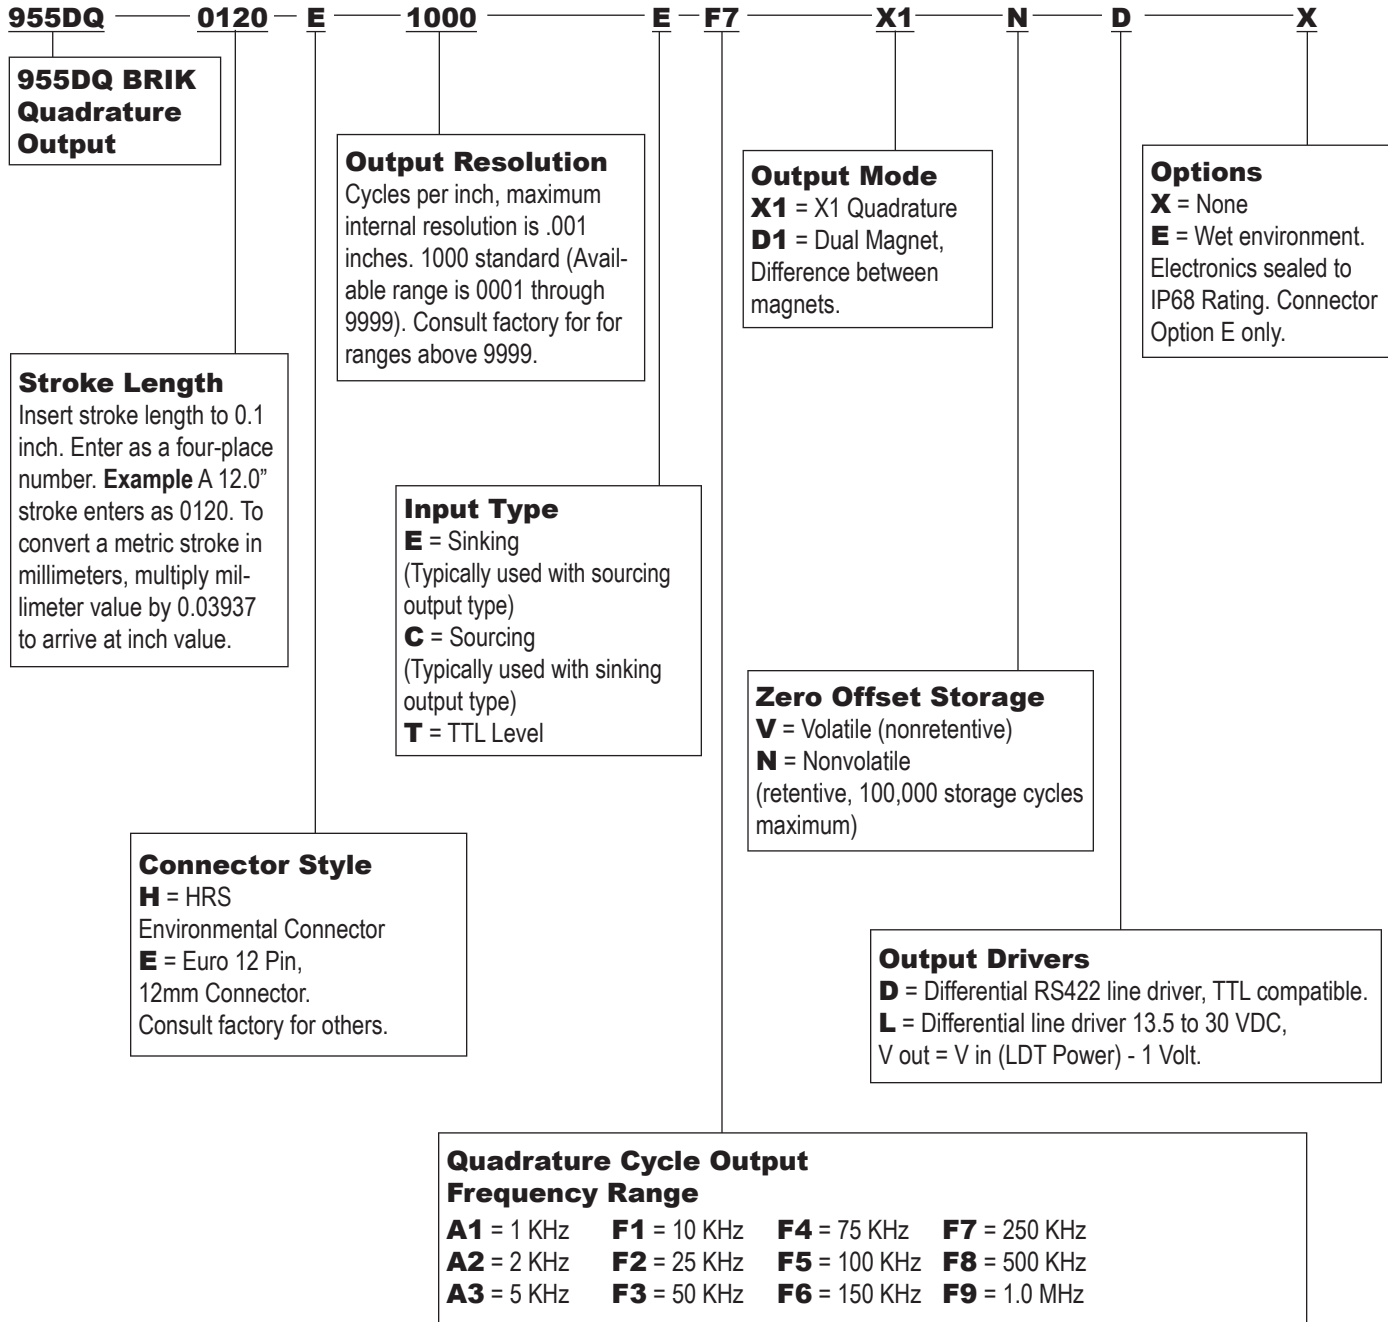 955DQ 0120 E 1000 E F7 X1 N D X
955DQ BRIK
Quadrature
Output
Output Resolution
Cycles per inch, maximum
internal resolution is .001
inches. 1000 standard (Avail-
able range is 0001 through
9999). Consult factory for for
ranges above 9999.
Output Mode
X1 = X1 Quadrature
D1 = Dual Magnet,
Difference between
magnets.
Options
X = None
E = Wet environment.
Electronics sealed to
IP68 Rating. Connector
Option E only.
Stroke Length
Insert stroke length to 0.1
inch. Enter as a four-place
number. Example A 12.0”
stroke enters as 0120. To
convert a metric stroke in
millimeters, multiply mil-
limeter value by 0.03937
to arrive at inch value.
Input Type
E = Sinking
(Typically used with sourcing
output type)
C = Sourcing
(Typically used with sinking
output type)
T = TTL Level
Zero Offset Storage
V = Volatile (nonretentive)
N = Nonvolatile
(retentive, 100,000 storage cycles
maximum)
Connector Style
H = HRS
Environmental Connector
E = Euro 12 Pin,
12mm Connector.
Consult factory for others.
Output Drivers
D = Differential RS422 line driver, TTL compatible.
L = Differential line driver 13.5 to 30 VDC,
V out = V in (LDT Power) - 1 Volt.
Quadrature Cycle Output
Frequency Range
A1 = 1 KHz F1 = 10 KHz F4 = 75 KHz F7 = 250 KHz
A2 = 2 KHz F2 = 25 KHz F5 = 100 KHz F8 = 500 KHz
A3 = 5 KHz F3 = 50 KHz F6 = 150 KHz F9 = 1.0 MHz